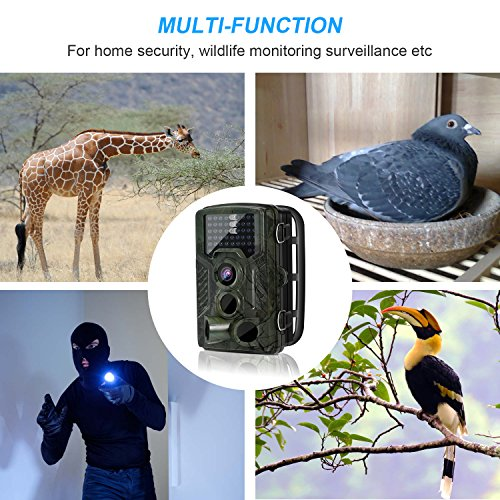 MULTI-FUNCTION
For home security, wildlife monitoring surveillance etc